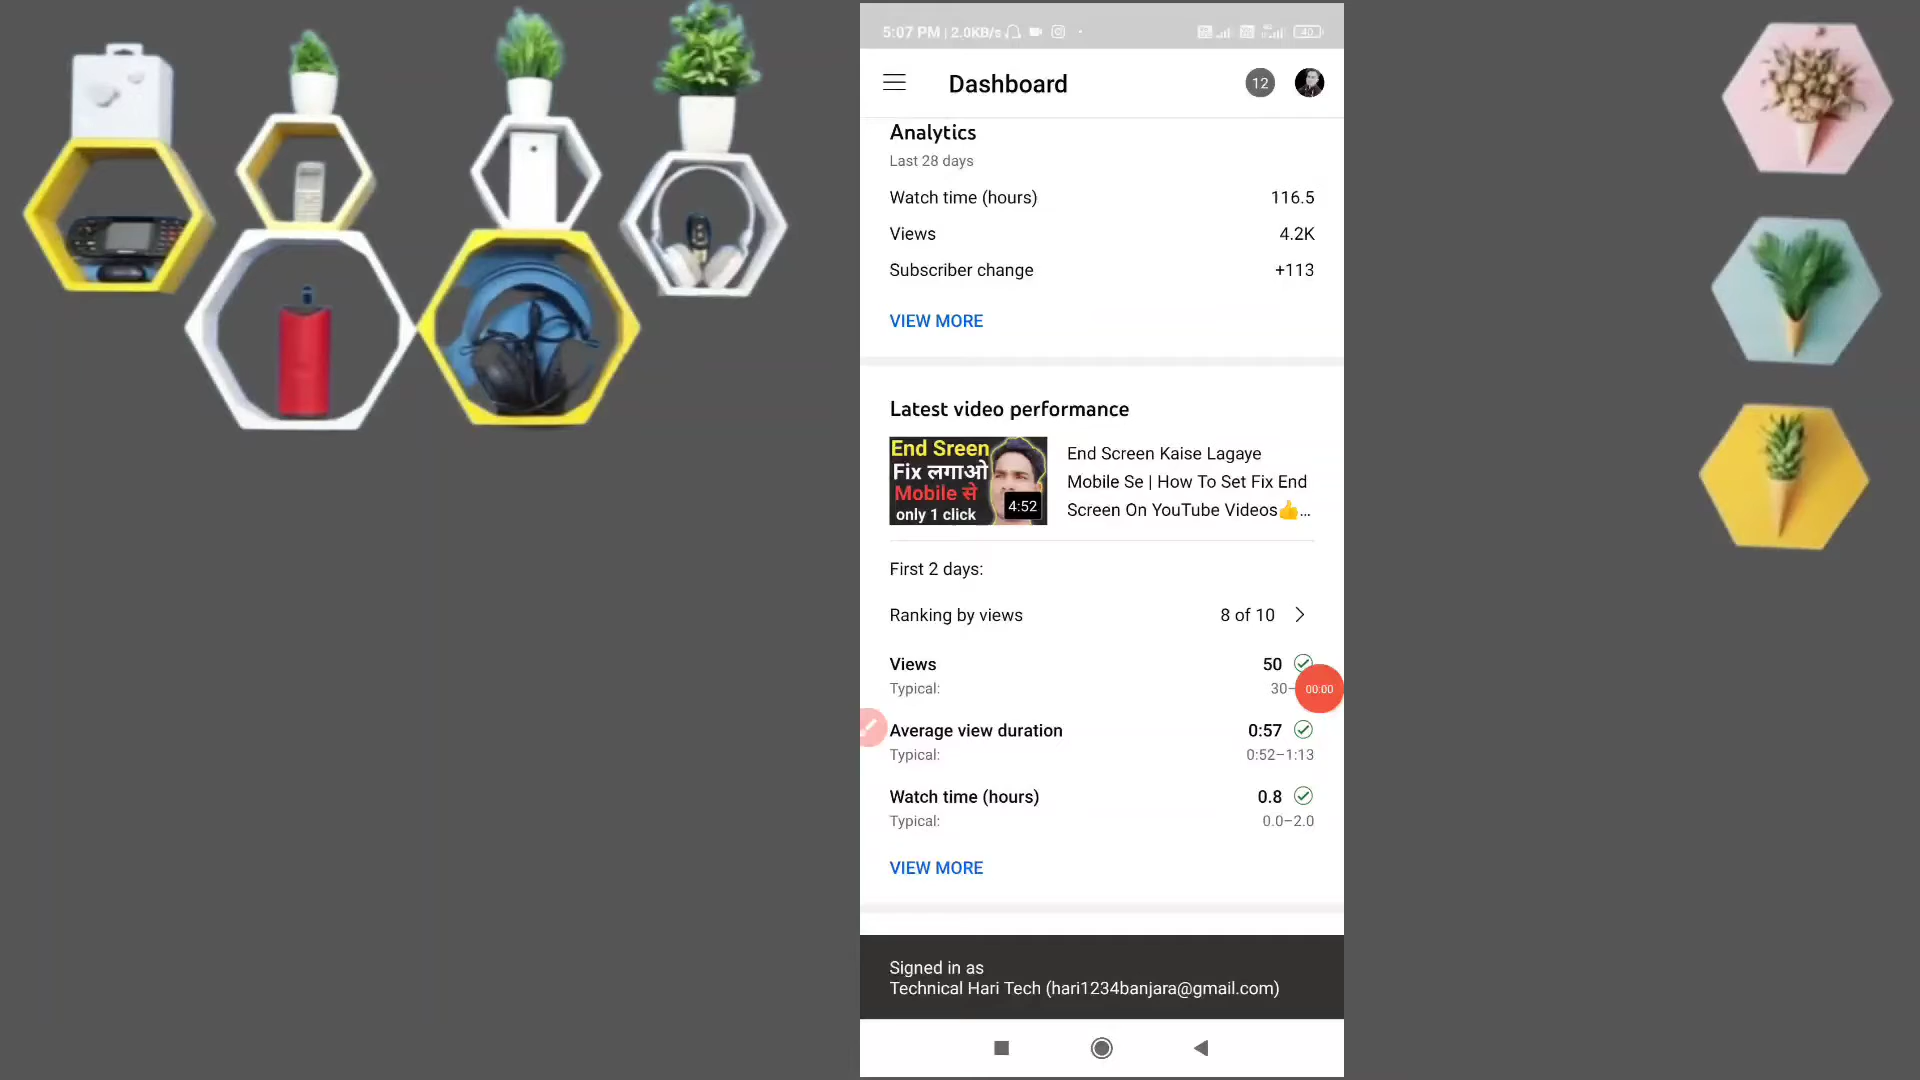 5:07 PM | 2.0KB/s
40
Dashboard
12
Analytics
Last 28 days
Watch time (hours) 116.5
Views 4.2K
Subscriber change +113
VIEW MORE
Latest video performance
End Sreen
Fix लगाओ
Mobile से
only 1 click
4:52
End Screen Kaise Lagaye
Mobile Se | How To Set Fix End
Screen On YouTube Videos👍...
First 2 days:
Ranking by views 8 of 10
Views 50
Typical: 30–
00:00
Average view duration 0:57
Typical: 0:52–1:13
Watch time (hours) 0.8
Typical: 0.0–2.0
VIEW MORE
Signed in as
Technical Hari Tech (hari1234banjara@gmail.com)